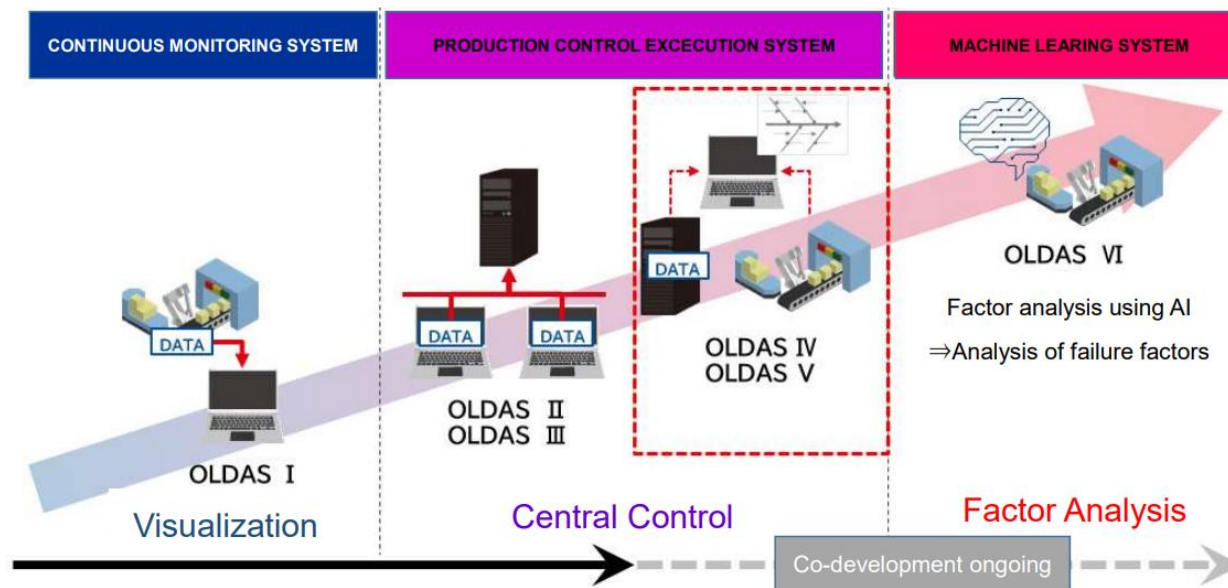 CONTINUOUS MONITORING SYSTEM
PRODUCTION CONTROL EXCECUTION SYSTEM
MACHINE LEARING SYSTEM
DATA
OLDAS Ⅰ
DATA
DATA
OLDAS Ⅱ
OLDAS Ⅲ
DATA
OLDAS Ⅳ
OLDAS Ⅴ
OLDAS Ⅵ
Factor analysis using AI
⇒Analysis of failure factors
Visualization
Central Control
Factor Analysis
Co-development ongoing